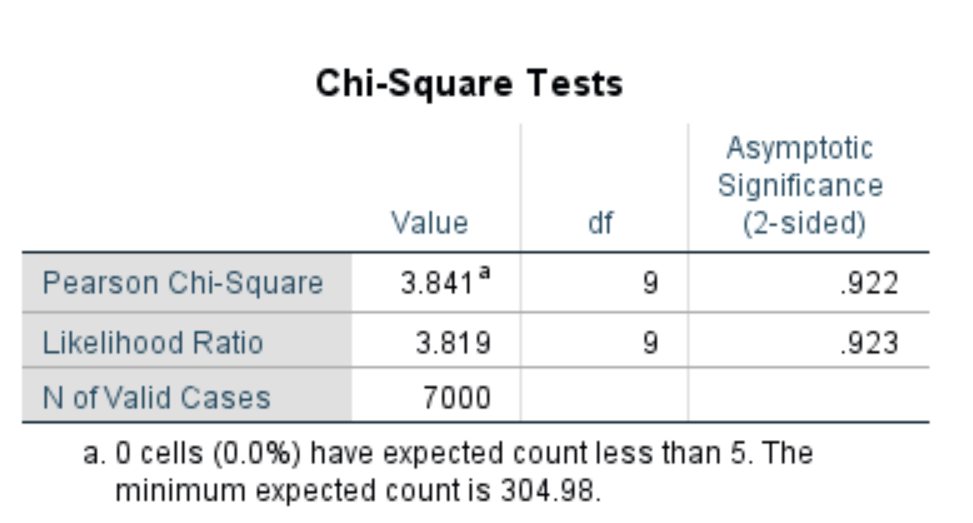 Chi-Square Tests
Asymptotic
Significance
Value df (2-sided)
Pearson Chi-Square 3.841a 9 .922
Likelihood Ratio 3.819 9 .923
N of Valid Cases 7000
a. 0 cells (0.0%) have expected count less than 5. The
minimum expected count is 304.98.